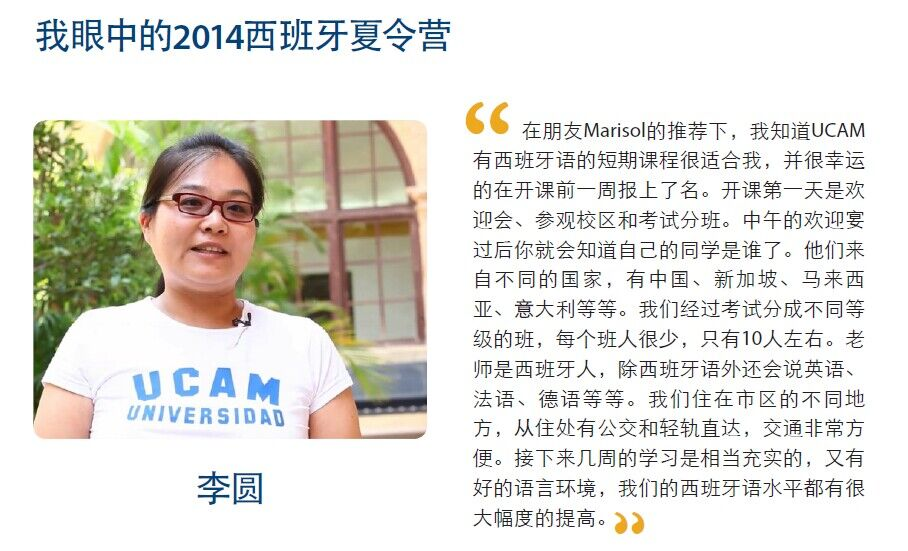 我眼中的2014西班牙夏令营
UCAM
UNIVERSIDAD
李圆
“ 在朋友Marisol的推荐下，我知道UCAM
有西班牙语的短期课程很适合我，并很幸运
的在开课前一周报上了名。开课第一天是欢
迎会、参观校区和考试分班。中午的欢迎宴
过后你就会知道自己的同学是谁了。他们来
自不同的国家，有中国、新加坡、马来西
亚、意大利等等。我们经过考试分成不同等
级的班，每个班人很少，只有10人左右。老
师是西班牙人，除西班牙语外还会说英语、
法语、德语等等。我们住在市区的不同地
方，从住处有公交和轻轨直达，交通非常方
便。接下来几周的学习是相当充实的，又有
好的语言环境，我们的西班牙语水平都有很
大幅度的提高。”